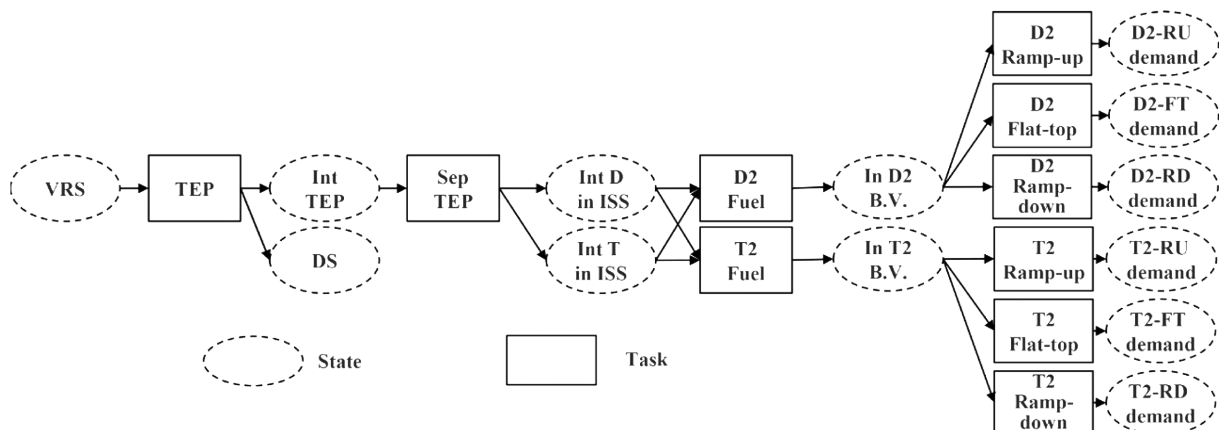 VRS
TEP
Int
TEP
DS
Sep
TEP
Int D
in ISS
Int T
in ISS
D2
Fuel
T2
Fuel
In D2
B.V.
In T2
B.V.
D2
Ramp-up
D2
Flat-top
D2
Ramp-
down
T2
Ramp-up
T2
Flat-top
T2
Ramp-
down
D2-RU
demand
D2-FT
demand
D2-RD
demand
T2-RU
demand
T2-FT
demand
T2-RD
demand
State
Task